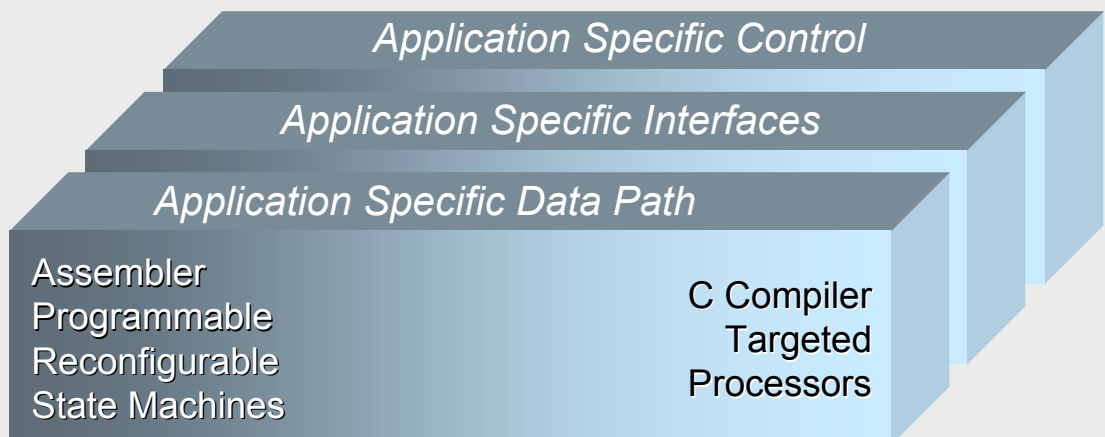 Application Specific Control
Application Specific Interfaces
Application Specific Data Path
Assembler
Programmable
Reconfigurable
State Machines
C Compiler
Targeted
Processors